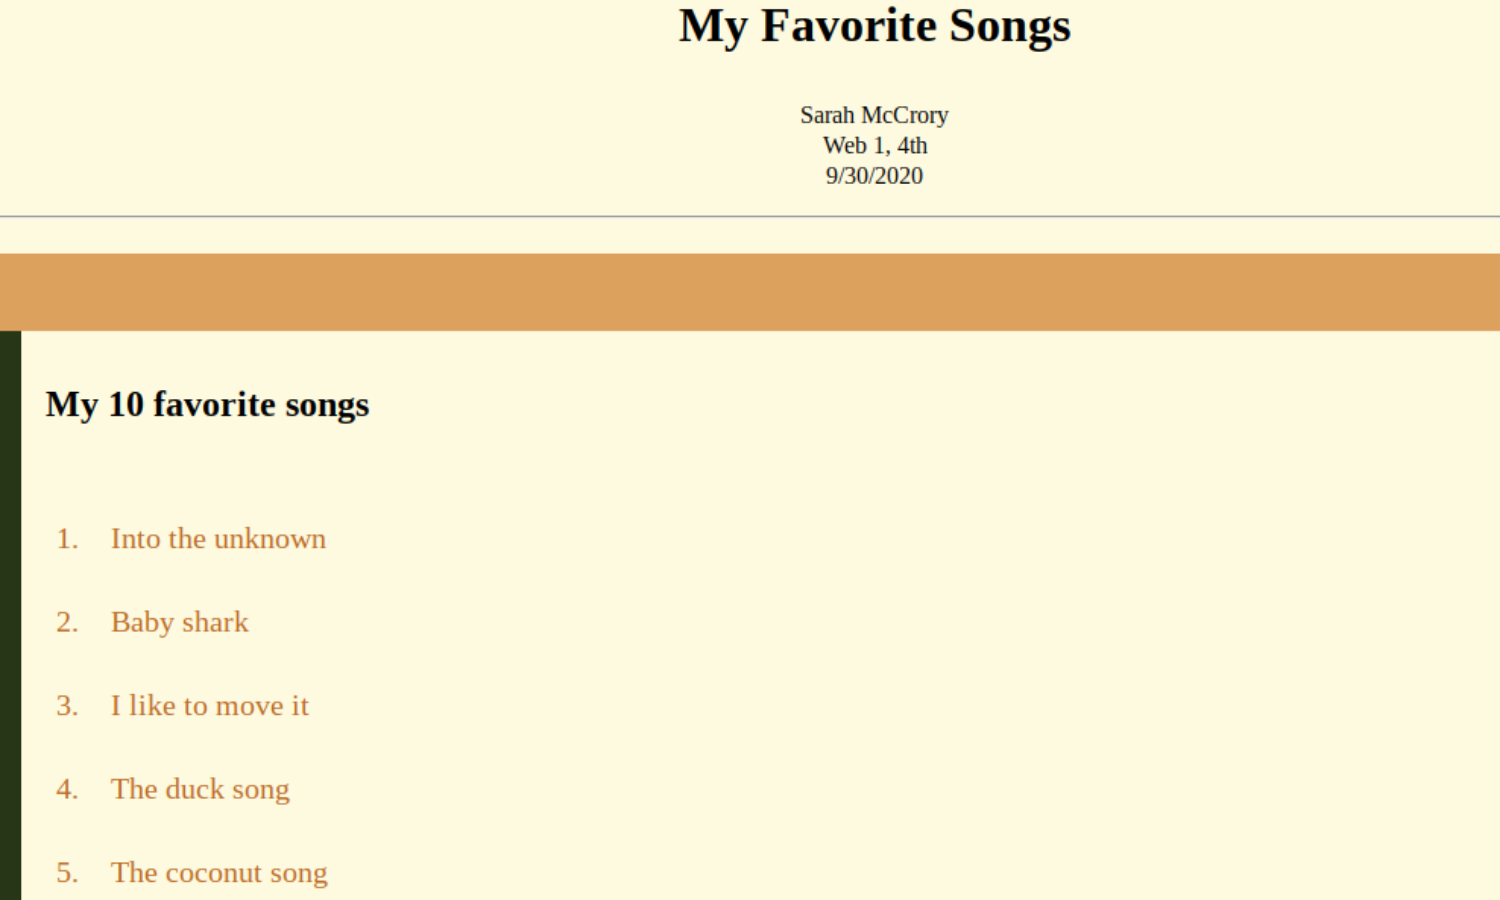 My Favorite Songs
Sarah McCrory
Web 1, 4th
9/30/2020
My 10 favorite songs
1. Into the unknown
2. Baby shark
3. I like to move it
4. The duck song
5. The coconut song